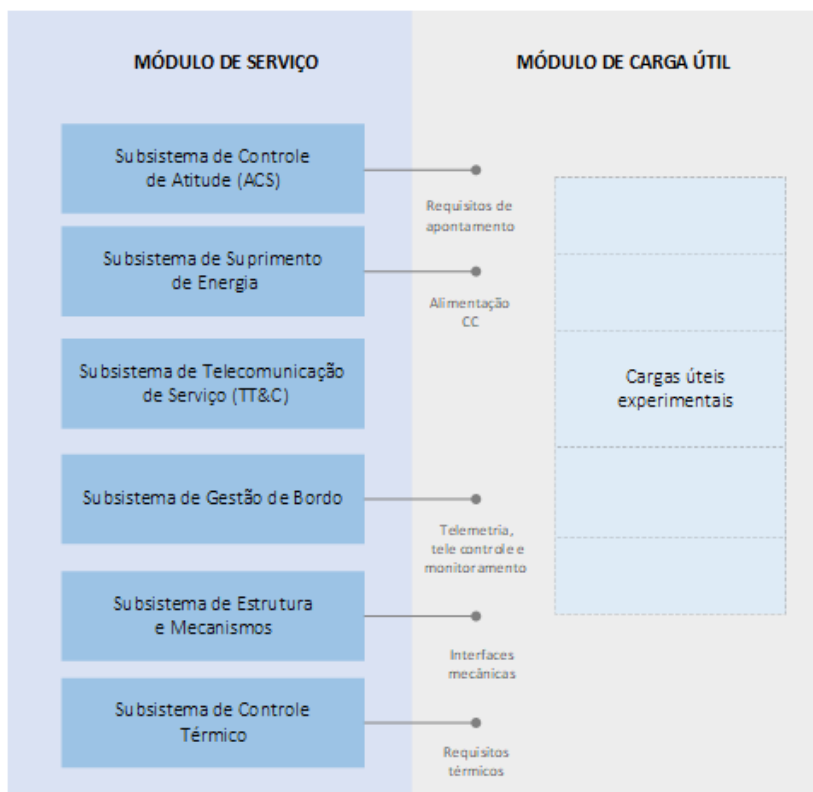 MÓDULO DE SERVIÇO
MÓDULO DE CARGA ÚTIL
Subsistema de Controle
de Atitude (ACS)
Requisitos de
apontamento
Subsistema de Suprimento
de Energia
Alimentação
CC
Subsistema de Telecomunicação
de Serviço (TT&C)
Cargas úteis
experimentais
Subsistema de Gestão de Bordo
Telemetria,
tele controle e
monitoramento
Subsistema de Estrutura
e Mecanismos
Interfaces
mecânicas
Subsistema de Controle
Térmico
Requisitos
térmicos